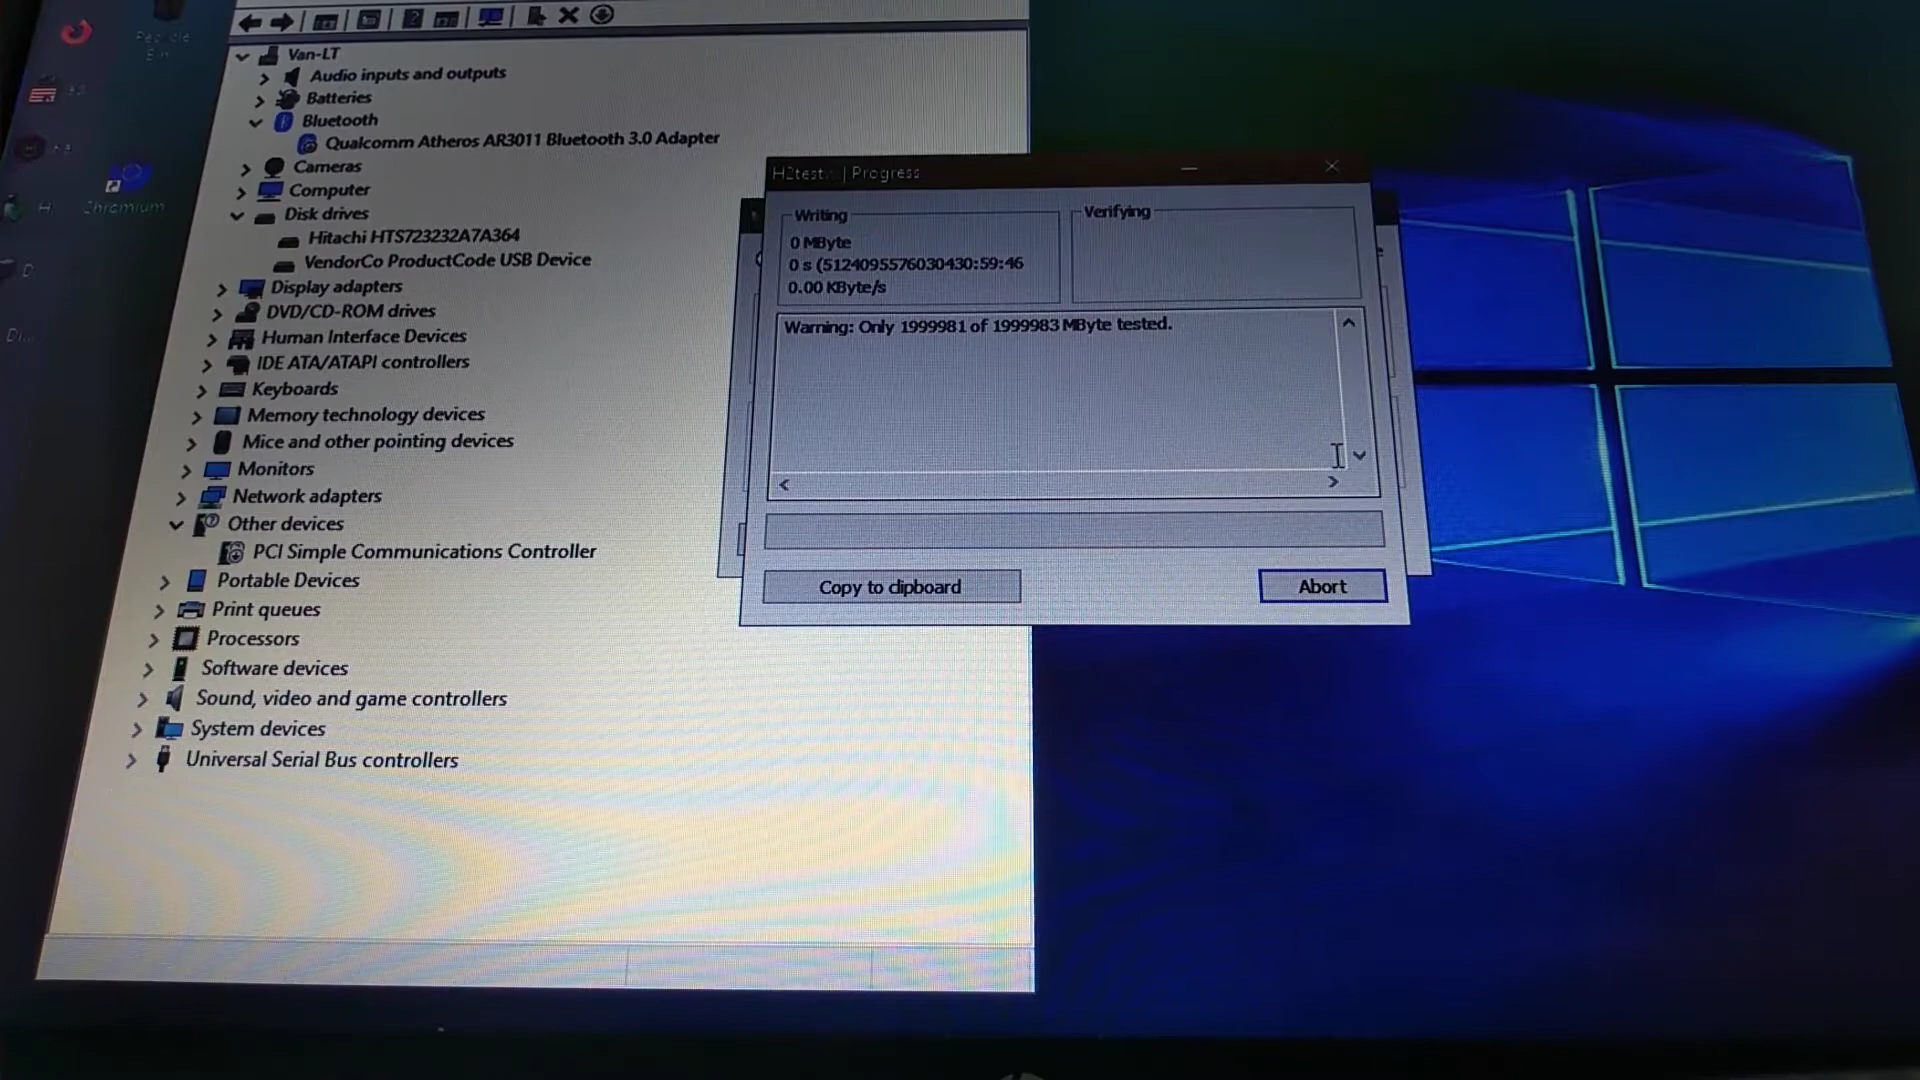 Recycle
Bin
Chromium
H
D
Di...
Van-LT
Audio inputs and outputs
Batteries
Bluetooth
Qualcomm Atheros AR3011 Bluetooth 3.0 Adapter
Cameras
Computer
Disk drives
Hitachi HTS723232A7A364
VendorCo ProductCode USB Device
Display adapters
DVD/CD-ROM drives
Human Interface Devices
IDE ATA/ATAPI controllers
Keyboards
Memory technology devices
Mice and other pointing devices
Monitors
Network adapters
Other devices
PCI Simple Communications Controller
Portable Devices
Print queues
Processors
Software devices
Sound, video and game controllers
System devices
Universal Serial Bus controllers
H2testw | Progress
Writing
0 MByte
0 s (5124095576030430:59:46
0.00 KByte/s
Verifying
Warning: Only 1999981 of 1999983 MByte tested.
Copy to clipboard
Abort